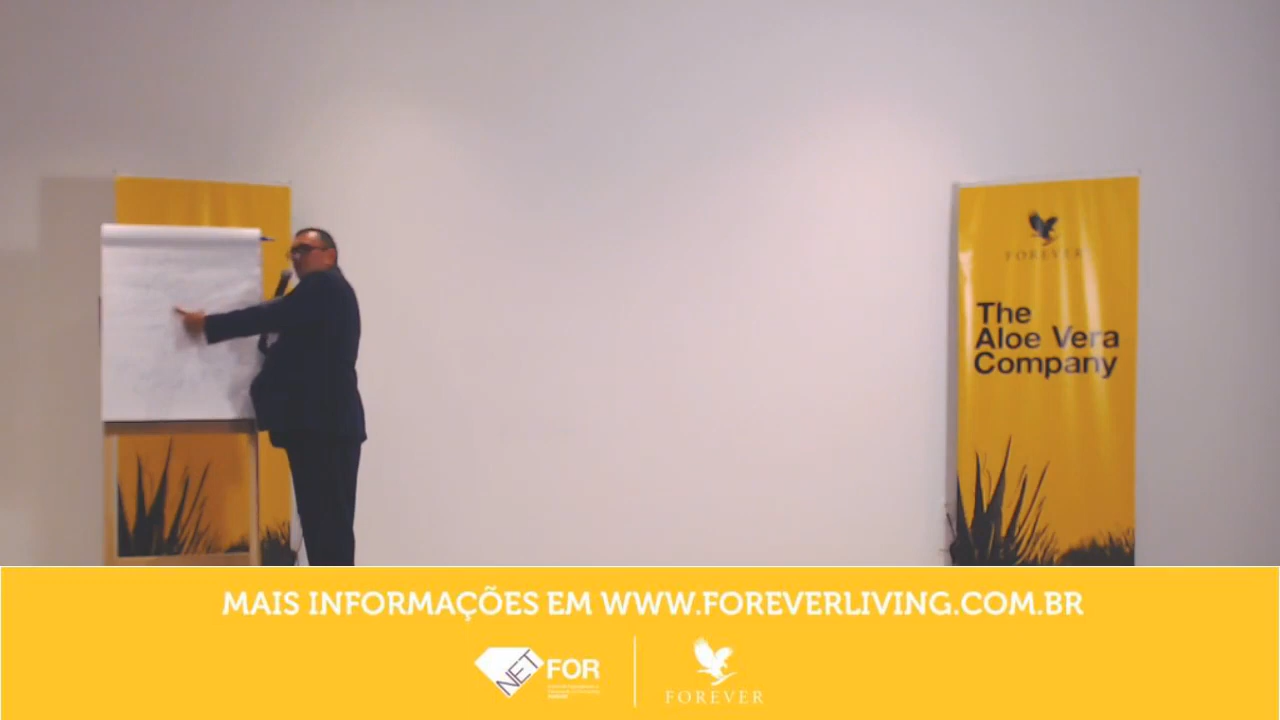 FOREVER
The
Aloe Vera
Company
MAIS INFORMAÇÕES EM WWW.FOREVERLIVING.COM.BR
NET FOR
FOREVER